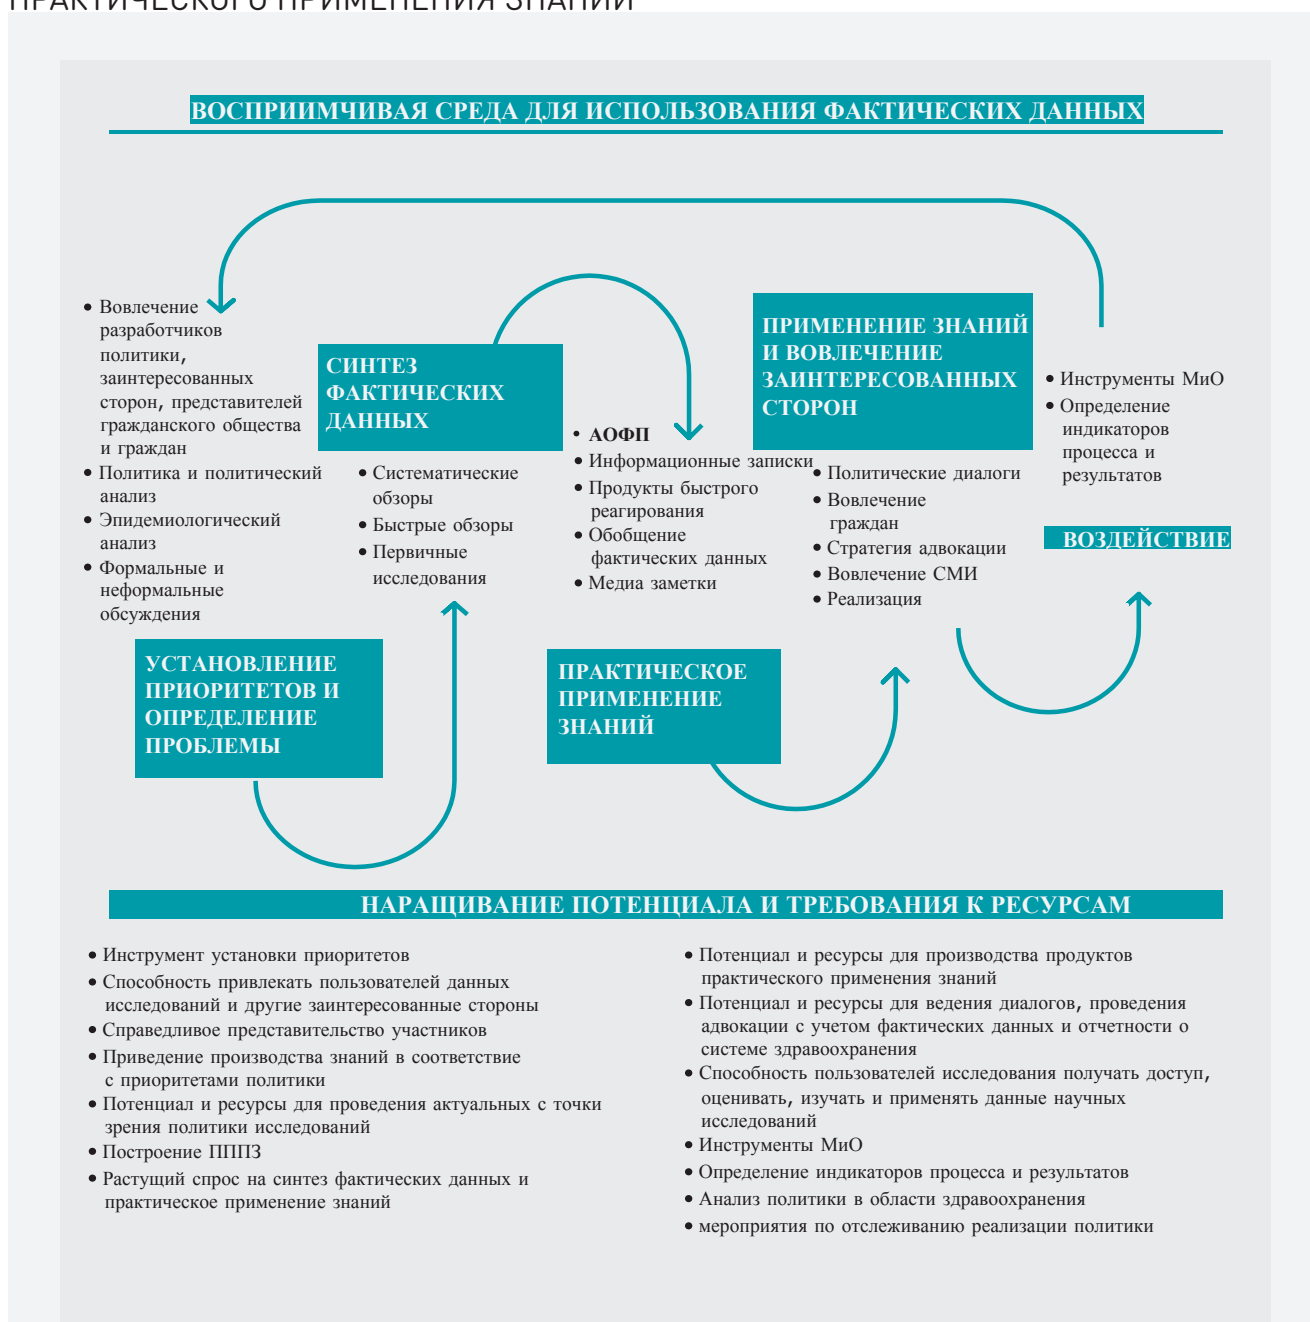 ПРАКТИЧЕСКОГО ПРИМЕНЕНИЯ ЗНАНИЙ
ВОСПРИИМЧИВАЯ СРЕДА ДЛЯ ИСПОЛЬЗОВАНИЯ ФАКТИЧЕСКИХ ДАННЫХ
• Вовлечение
разработчиков
политики,
заинтересованных
сторон, представителей
гражданского общества
и граждан
• Политика и политический
анализ
• Эпидемиологический
анализ
• Формальные и
неформальные
обсуждения
УСТАНОВЛЕНИЕ
ПРИОРИТЕТОВ И
ОПРЕДЕЛЕНИЕ
ПРОБЛЕМЫ
СИНТЕЗ
ФАКТИЧЕСКИХ
ДАННЫХ
• Систематические
обзоры
• Быстрые обзоры
• Первичные
исследования
• АОФП
• Информационные записки
• Продукты быстрого
реагирования
• Обобщение
фактических данных
• Медиа заметки
ПРАКТИЧЕСКОЕ
ПРИМЕНЕНИЕ
ЗНАНИЙ
ПРИМЕНЕНИЕ ЗНАНИЙ
И ВОВЛЕЧЕНИЕ
ЗАИНТЕРЕСОВАННЫХ
СТОРОН
• Политические диалоги
• Вовлечение
граждан
• Стратегия адвокации
• Вовлечение СМИ
• Реализация
• Инструменты МиО
• Определение
индикаторов
процесса и
результатов
ВОЗДЕЙСТВИЕ
НАРАЩИВАНИЕ ПОТЕНЦИАЛА И ТРЕБОВАНИЯ К РЕСУРСАМ
• Инструмент установки приоритетов
• Способность привлекать пользователей данных
исследований и другие заинтересованные стороны
• Справедливое представительство участников
• Приведение производства знаний в соответствие
с приоритетами политики
• Потенциал и ресурсы для проведения актуальных с точки
зрения политики исследований
• Построение ПППЗ
• Растущий спрос на синтез фактических данных и
практическое применение знаний
• Потенциал и ресурсы для производства продуктов
практического применения знаний
• Потенциал и ресурсы для ведения диалогов, проведения
адвокации с учетом фактических данных и отчетности о
системе здравоохранения
• Способность пользователей исследования получать доступ,
оценивать, изучать и применять данные научных
исследований
• Инструменты МиО
• Определение индикаторов процесса и результатов
• Анализ политики в области здравоохранения
• мероприятия по отслеживанию реализации политики